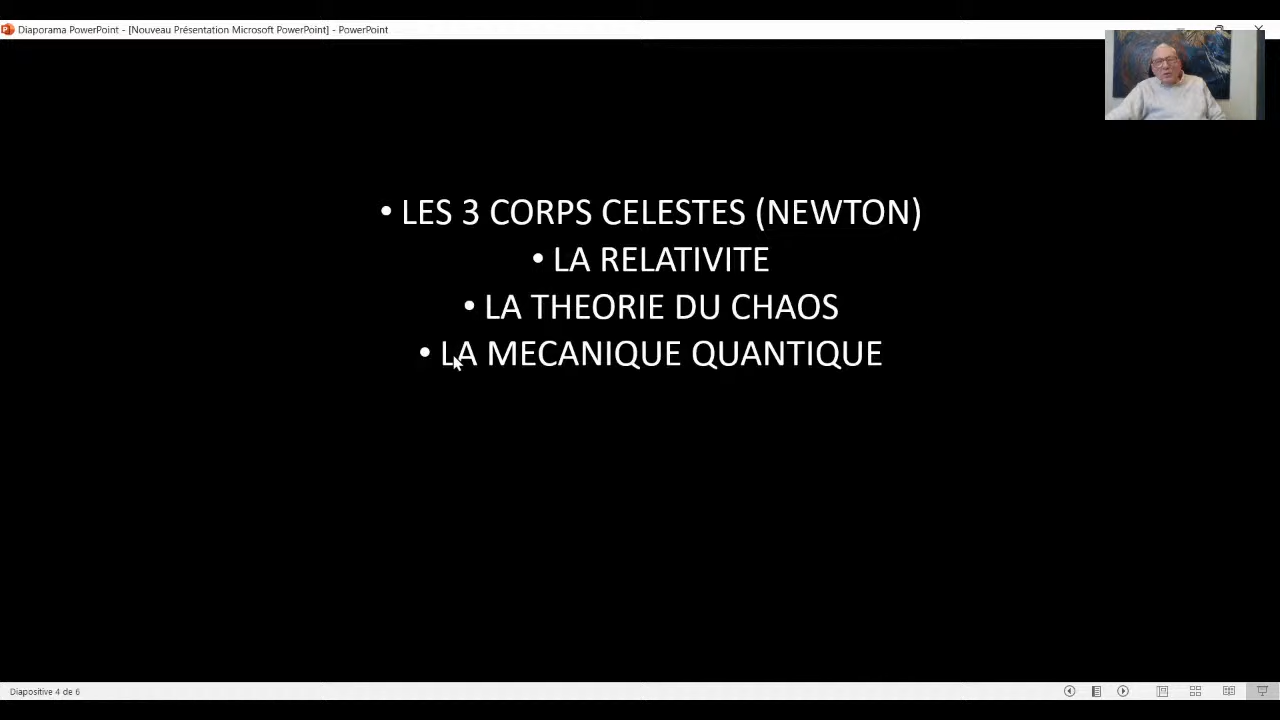 Diaporama PowerPoint - [Nouveau Présentation Microsoft PowerPoint] - PowerPoint
• LES 3 CORPS CELESTES (NEWTON)
• LA RELATIVITE
• LA THEORIE DU CHAOS
• LA MECANIQUE QUANTIQUE
Diapositive 4 de 6